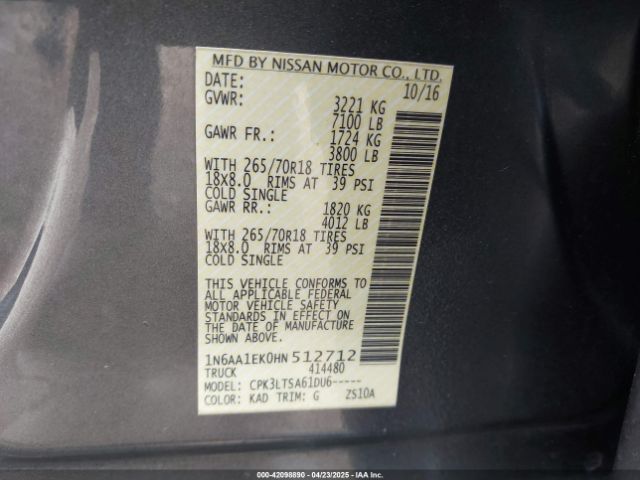 MFD BY NISSAN MOTOR CO., LTD.
DATE: 10/16
GVWR: 3221 KG
7100 LB
GAWR FR.: 1724 KG
3800 LB
WITH 265/70R18 TIRES
18X8.0 RIMS AT 39 PSI
COLD SINGLE
GAWR RR.: 1820 KG
4012 LB
WITH 265/70R18 TIRES
18X8.0 RIMS AT 39 PSI
COLD SINGLE
THIS VEHICLE CONFORMS TO
ALL APPLICABLE FEDERAL
MOTOR VEHICLE SAFETY
STANDARDS IN EFFECT ON
THE DATE OF MANUFACTURE
SHOWN ABOVE.
1N6AA1EK0HN512712
TRUCK 414480
MODEL: CPK3LTSA61DU6-----
COLOR: KAD TRIM: G ZS10A
000-42098890 - 04/23/2025 - IAA Inc.